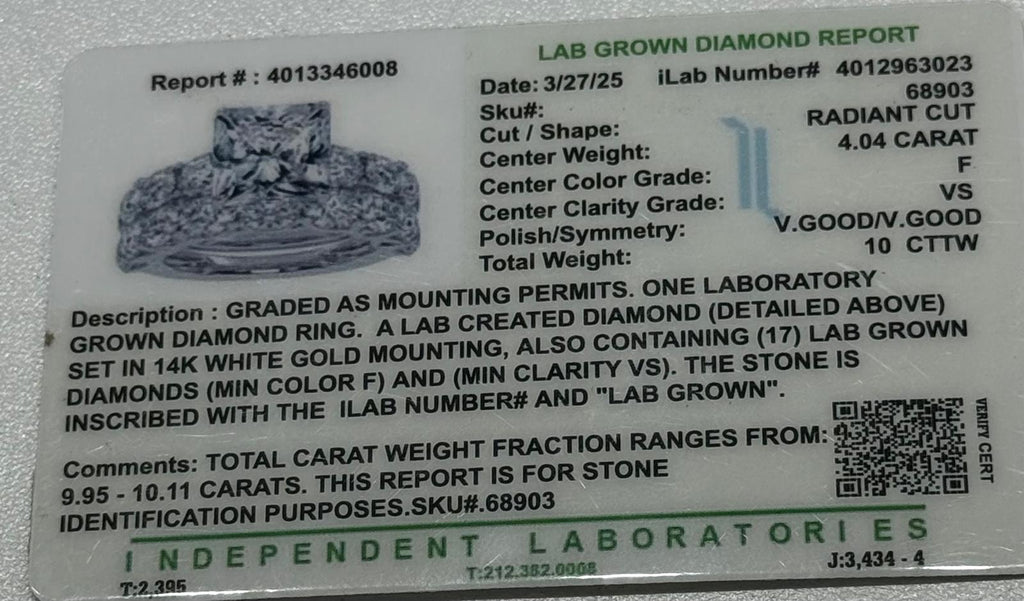 LAB GROWN DIAMOND REPORT
Report # : 4013346008
Date: 3/27/25 iLab Number# 4012963023
Sku#: 68903
Cut / Shape: RADIANT CUT
Center Weight: 4.04 CARAT
Center Color Grade: F
Center Clarity Grade: VS
Polish/Symmetry: V.GOOD/V.GOOD
Total Weight: 10 CTTW
Description : GRADED AS MOUNTING PERMITS. ONE LABORATORY
GROWN DIAMOND RING. A LAB CREATED DIAMOND (DETAILED ABOVE)
SET IN 14K WHITE GOLD MOUNTING, ALSO CONTAINING (17) LAB GROWN
DIAMONDS (MIN COLOR F) AND (MIN CLARITY VS). THE STONE IS
INSCRIBED WITH THE ILAB NUMBER# AND "LAB GROWN".
Comments: TOTAL CARAT WEIGHT FRACTION RANGES FROM:
9.95 - 10.11 CARATS. THIS REPORT IS FOR STONE
IDENTIFICATION PURPOSES.SKU#.68903
VERIFY CERT
INDEPENDENT LABORATORIES
T:2,395
T:212.382.0008
J:3,434 - 4